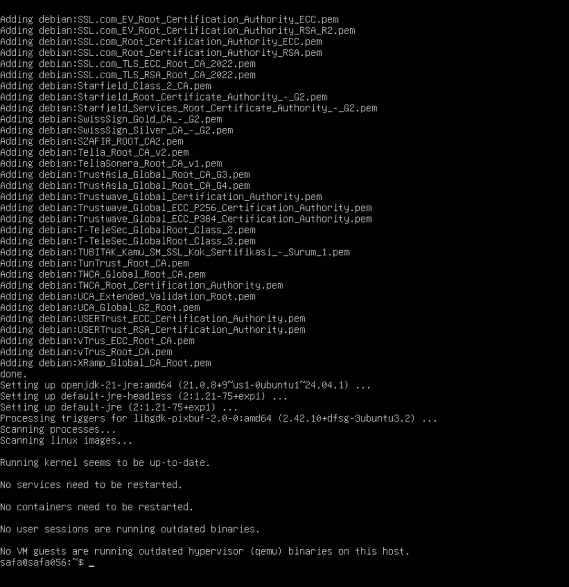 Adding debian:SSL.com_EV_Root_Certification_Authority_ECC.pem
Adding debian:SSL.com_EV_Root_Certification_Authority_RSA_R2.pem
Adding debian:SSL.com_Root_Certification_Authority_ECC.pem
Adding debian:SSL.com_Root_Certification_Authority_RSA.pem
Adding debian:SSL.com_TLS_ECC_Root_CA_2022.pem
Adding debian:SSL.com_TLS_RSA_Root_CA_2022.pem
Adding debian:Starfield_Class_2_CA.pem
Adding debian:Starfield_Root_Certificate_Authority_-_G2.pem
Adding debian:Starfield_Services_Root_Certificate_Authority_-_G2.pem
Adding debian:SwissSign_Gold_CA_-_G2.pem
Adding debian:SwissSign_Silver_CA_-_G2.pem
Adding debian:SZAFIR_ROOT_CA2.pem
Adding debian:Telia_Root_CA_v2.pem
Adding debian:TeliaSonera_Root_CA_v1.pem
Adding debian:TrustAsia_Global_Root_CA_G3.pem
Adding debian:TrustAsia_Global_Root_CA_G4.pem
Adding debian:Trustwave_Global_Certification_Authority.pem
Adding debian:Trustwave_Global_ECC_P256_Certification_Authority.pem
Adding debian:Trustwave_Global_ECC_P384_Certification_Authority.pem
Adding debian:T-TeleSec_GlobalRoot_Class_2.pem
Adding debian:T-TeleSec_GlobalRoot_Class_3.pem
Adding debian:TUBITAK_Kamu_SM_SSL_Kok_Sertifikasi_-_Surum_1.pem
Adding debian:TunTrust_Root_CA.pem
Adding debian:TWCA_Global_Root_CA.pem
Adding debian:TWCA_Root_Certification_Authority.pem
Adding debian:UCA_Extended_Validation_Root.pem
Adding debian:UCA_Global_G2_Root.pem
Adding debian:USERTrust_ECC_Certification_Authority.pem
Adding debian:USERTrust_RSA_Certification_Authority.pem
Adding debian:vTrus_ECC_Root_CA.pem
Adding debian:vTrus_Root_CA.pem
Adding debian:XRamp_Global_CA_Root.pem
done.
Setting up openjdk-21-jre:amd64 (21.0.8+9~us1-0ubuntu1~24.04.1) ...
Setting up default-jre-headless (2:1.21-75+exp1) ...
Setting up default-jre (2:1.21-75+exp1) ...
Processing triggers for libgdk-pixbuf-2.0-0:amd64 (2.42.10+dfsg-3ubuntu3.2) ...
Scanning processes...
Scanning linux images...
Running kernel seems to be up-to-date.
No services need to be restarted.
No containers need to be restarted.
No user sessions are running outdated binaries.
No VM guests are running outdated hypervisor (qemu) binaries on this host.
safa@safa056:~$ _